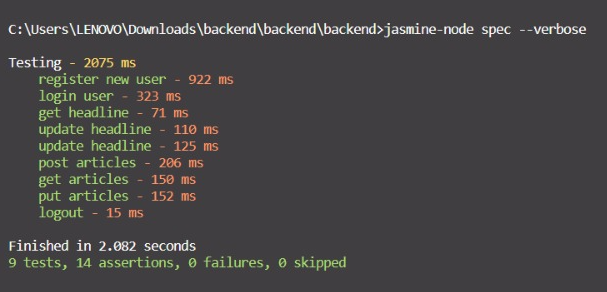 C:\Users\LENOVO\Downloads\backend\backend\backend>jasmine-node spec --verbose
Testing - 2075 ms
register new user - 922 ms
login user - 323 ms
get headline - 71 ms
update headline - 110 ms
update headline - 125 ms
post articles - 206 ms
get articles - 150 ms
put articles - 152 ms
logout - 15 ms
Finished in 2.082 seconds
9 tests, 14 assertions, 0 failures, 0 skipped